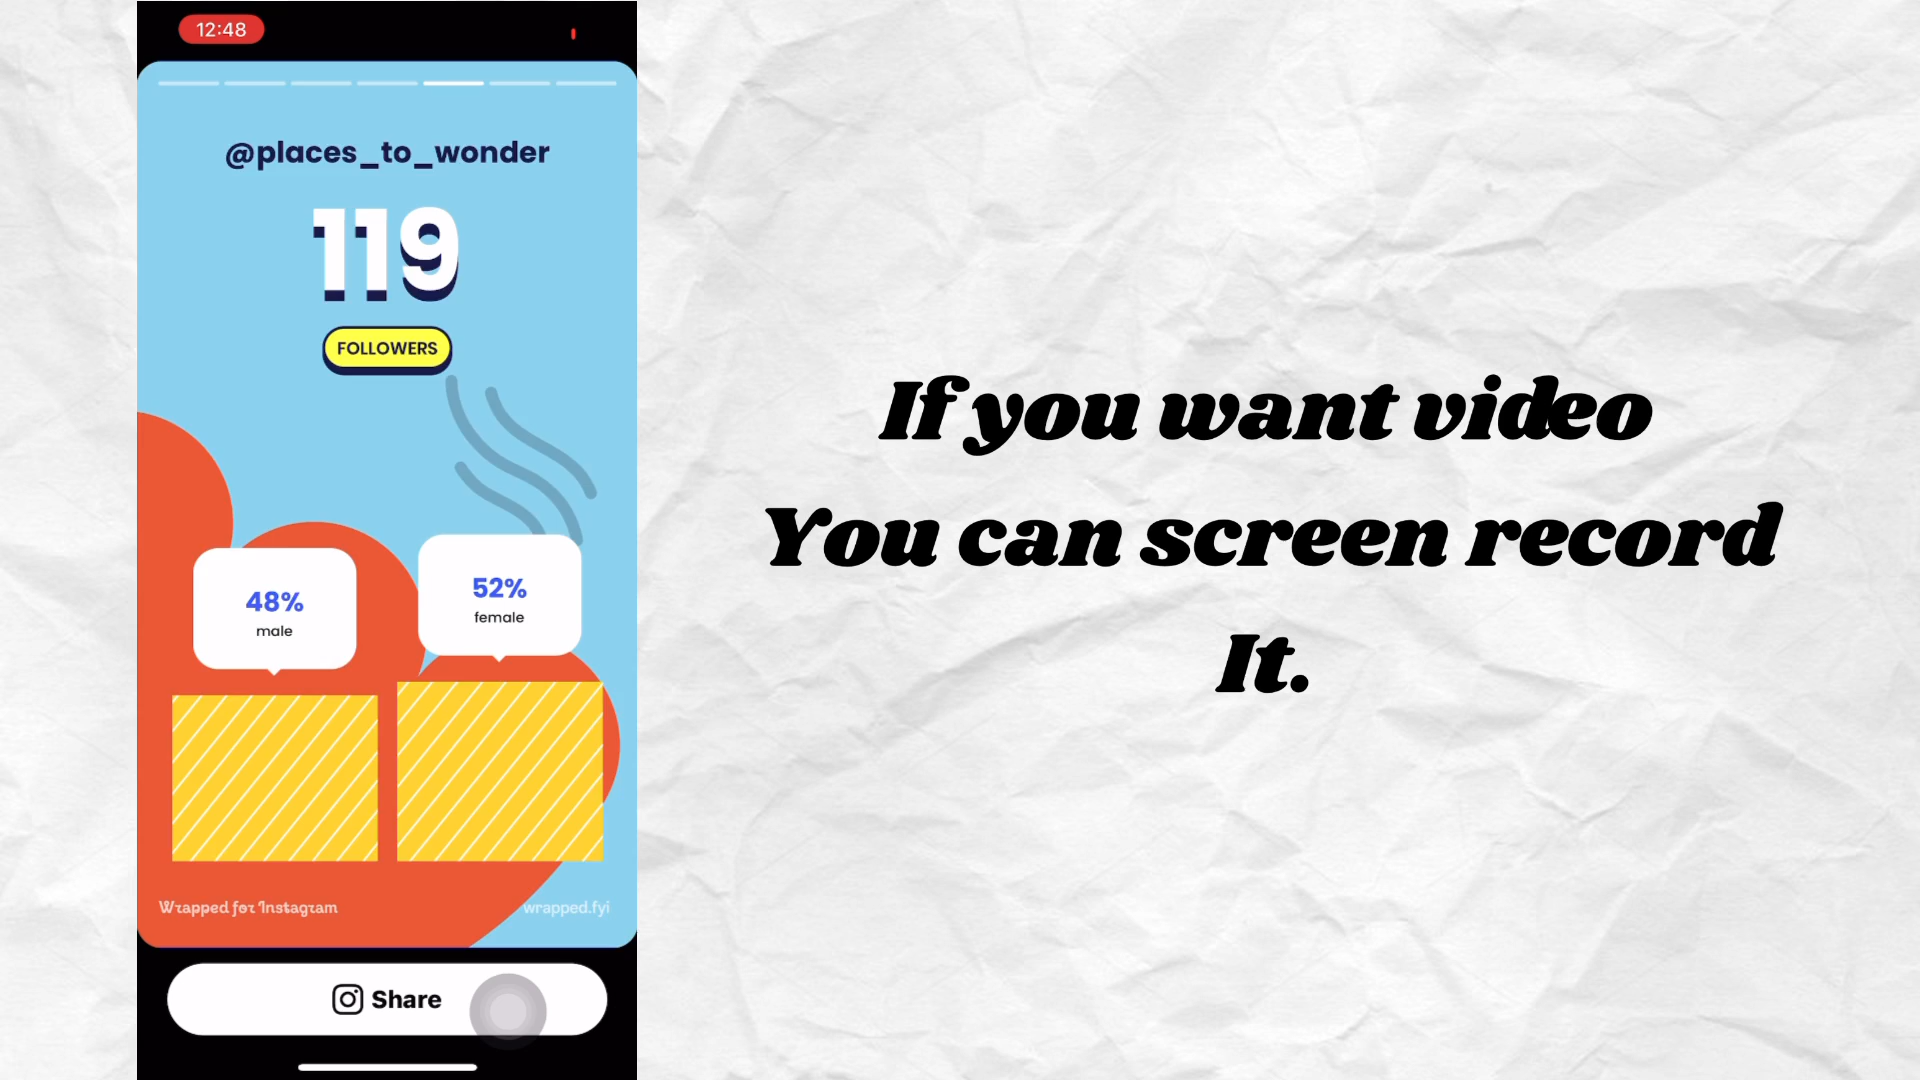 12:48
@places_to_wonder
119
FOLLOWERS
48%
male
52%
female
Wrapped for Instagram
wrapped.fyi
Share
If you want video
You can screen record
It.